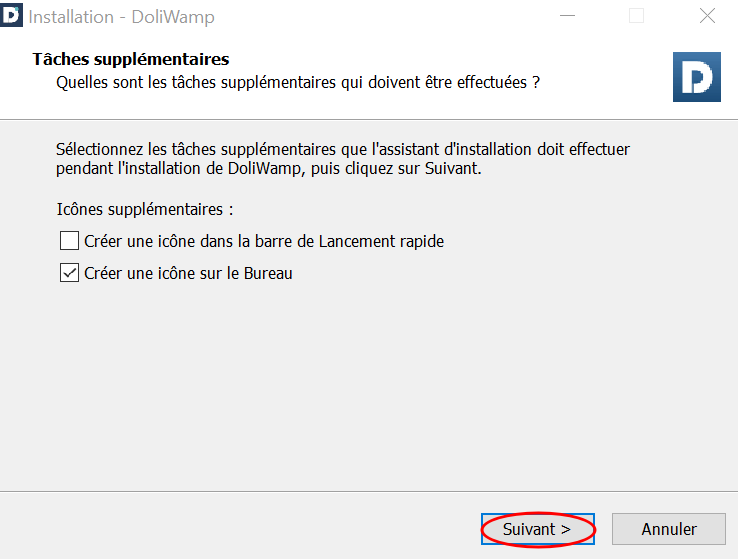 Installation - DoliWamp
Tâches supplémentaires
Quelles sont les tâches supplémentaires qui doivent être effectuées ?
D
Sélectionnez les tâches supplémentaires que l'assistant d'installation doit effectuer
pendant l'installation de DoliWamp, puis cliquez sur Suivant.
Icônes supplémentaires :
Créer une icône dans la barre de Lancement rapide
Créer une icône sur le Bureau
Suivant >
Annuler